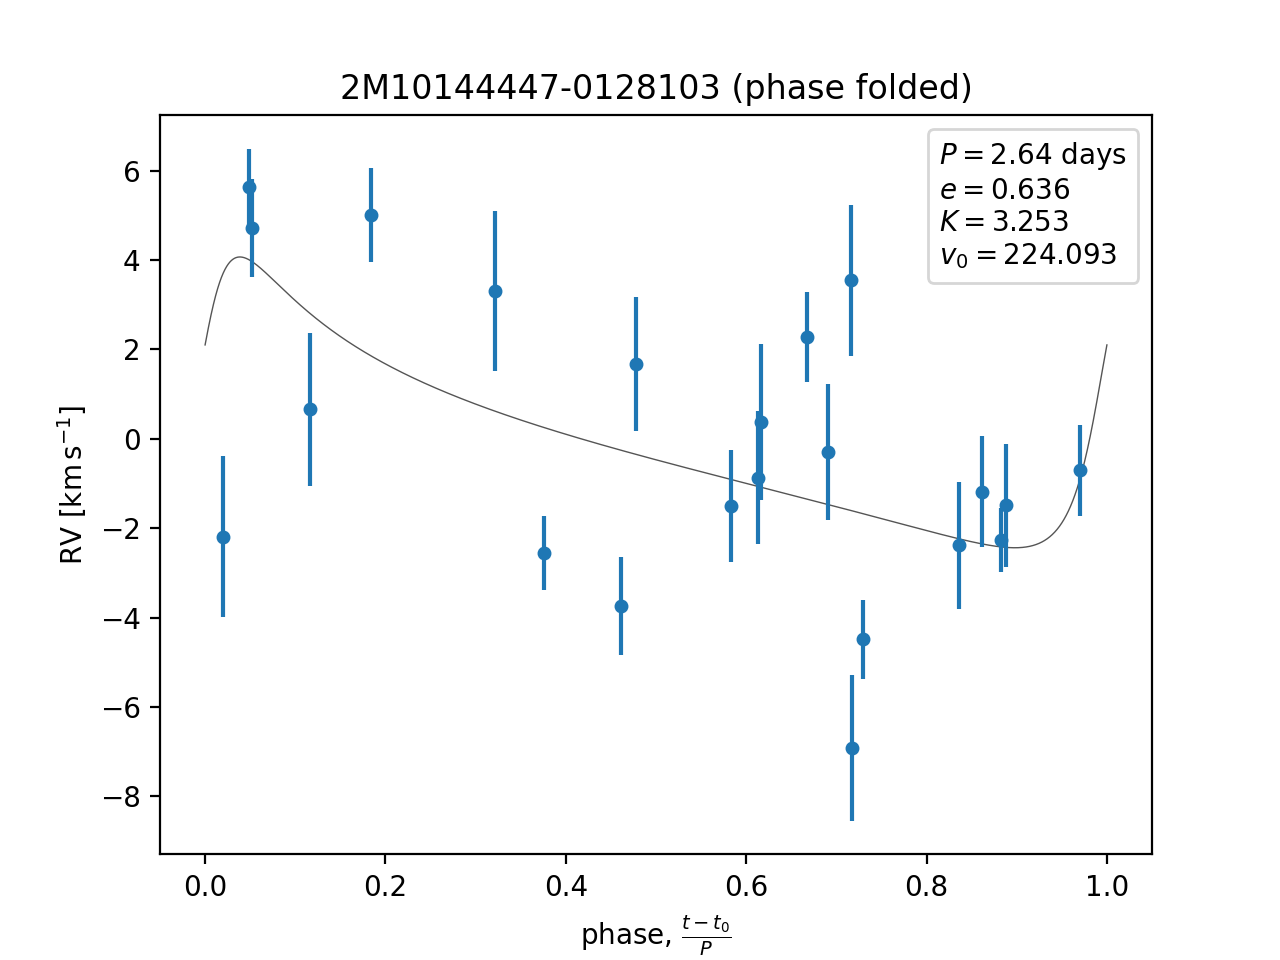 2M10144447-0128103 (phase folded)
P = 2.64 days
e = 0.636
K = 3.253
v₀ = 224.093
6
4
2
0
−2
−4
−6
−8
RV [km s⁻¹]
0.0 0.2 0.4 0.6 0.8 1.0
phase, (t − t₀)/P